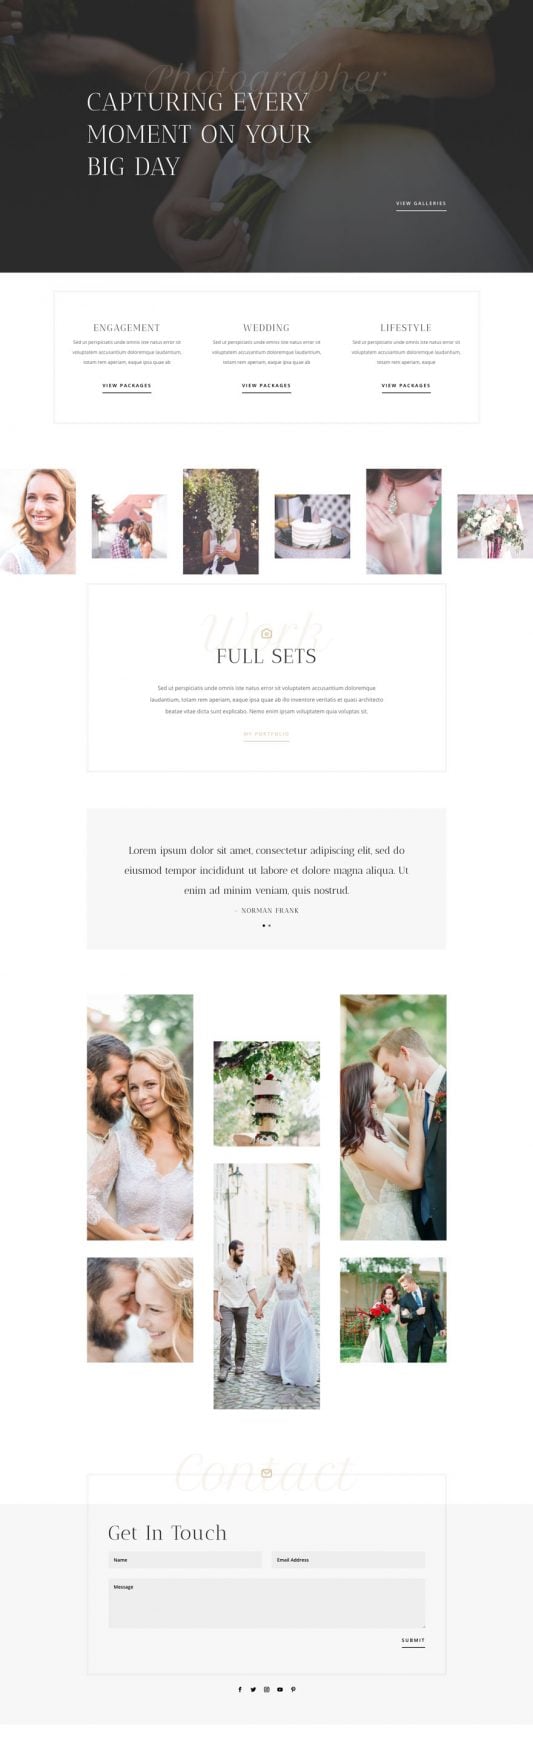 Photographer
CAPTURING EVERY
MOMENT ON YOUR
BIG DAY
VIEW GALLERIES
ENGAGEMENT
Sed ut perspiciatis unde omnis iste natus error sit
voluptatem accusantium doloremque laudantium,
totam rem aperiam, eaque ipsa quae ab
VIEW PACKAGES
WEDDING
Sed ut perspiciatis unde omnis iste natus error sit
voluptatem accusantium doloremque laudantium,
totam rem aperiam, eaque ipsa quae ab
VIEW PACKAGES
LIFESTYLE
Sed ut perspiciatis unde omnis iste natus error sit
voluptatem accusantium doloremque laudantium,
totam rem aperiam, eaque
VIEW PACKAGES
Work
FULL SETS
Sed ut perspiciatis unde omnis iste natus error sit voluptatem accusantium doloremque
laudantium, totam rem aperiam, eaque ipsa quae ab illo inventore veritatis et quasi architecto
beatae vitae dicta sunt explicabo. Nemo enim ipsam voluptatem quia voluptas sit.
MY PORTFOLIO
Lorem ipsum dolor sit amet, consectetur adipiscing elit, sed do
eiusmod tempor incididunt ut labore et dolore magna aliqua. Ut
enim ad minim veniam, quis nostrud.
- NORMAN FRANK
Contact
Get In Touch
Name
Email Address
Message
SUBMIT